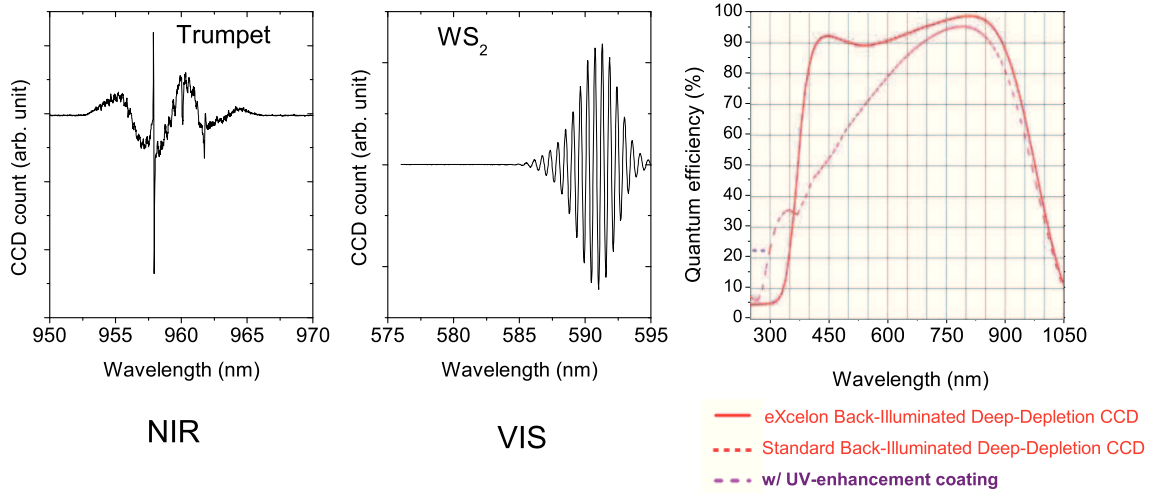 Trumpet
CCD count (arb. unit)
950 955 960 965 970
Wavelength (nm)
NIR
WS2
CCD count (arb. unit)
575 580 585 590 595
Wavelength (nm)
VIS
Quantum efficiency (%)
100
90
80
70
60
50
40
30
20
10
0
300 450 600 750 900 1050
Wavelength (nm)
eXcelon Back-Illuminated Deep-Depletion CCD
Standard Back-Illuminated Deep-Depletion CCD
w/ UV-enhancement coating